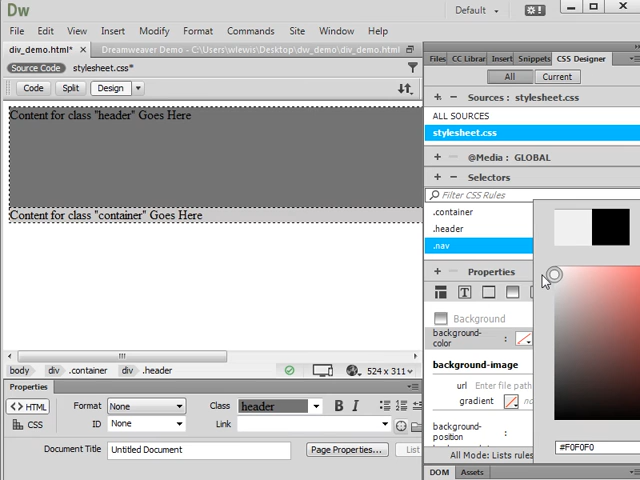 Dw
Default
File Edit View Insert Modify Format Commands Site Window Help
div_demo.html* × Dreamweaver Demo - C:\Users\wlewis\Desktop\dw_demo\div_demo.html
Files CC Librar Insert Snippets CSS Designer
Source Code stylesheet.css*
All Current
Code Split Design
Sources : stylesheet.css
ALL SOURCES
stylesheet.css
Content for class "header" Goes Here
@Media : GLOBAL
Selectors
Filter CSS Rules
.container
Content for class "container" Goes Here
.header
.nav
Properties
Background
background-
color :
background-image
body div .container div .header
524 x 311
url Enter file path
gradient
Properties
HTML Format None Class header B I
CSS ID None Link
background-
position :
#F0F0F0
Document Title Untitled Document Page Properties... List
All Mode: Lists rules
DOM Assets